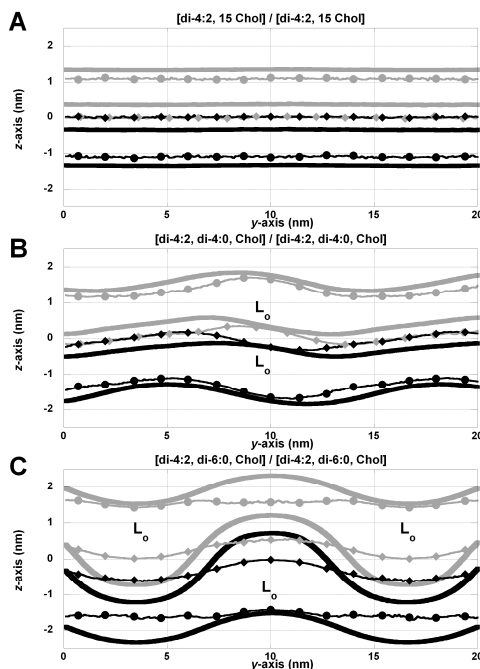 A
[di-4:2, 15 Chol] / [di-4:2, 15 Chol]
z-axis (nm)
2
1
0
-1
-2
0
5
10
15
20
y-axis (nm)
B
[di-4:2, di-4:0, Chol] / [di-4:2, di-4:0, Chol]
z-axis (nm)
2
1
0
-1
-2
Lo
Lo
0
5
10
15
20
y-axis (nm)
C
[di-4:2, di-6:0, Chol] / [di-4:2, di-6:0, Chol]
z-axis (nm)
2
1
0
-1
-2
Lo
Lo
Lo
0
5
10
15
20
y-axis (nm)